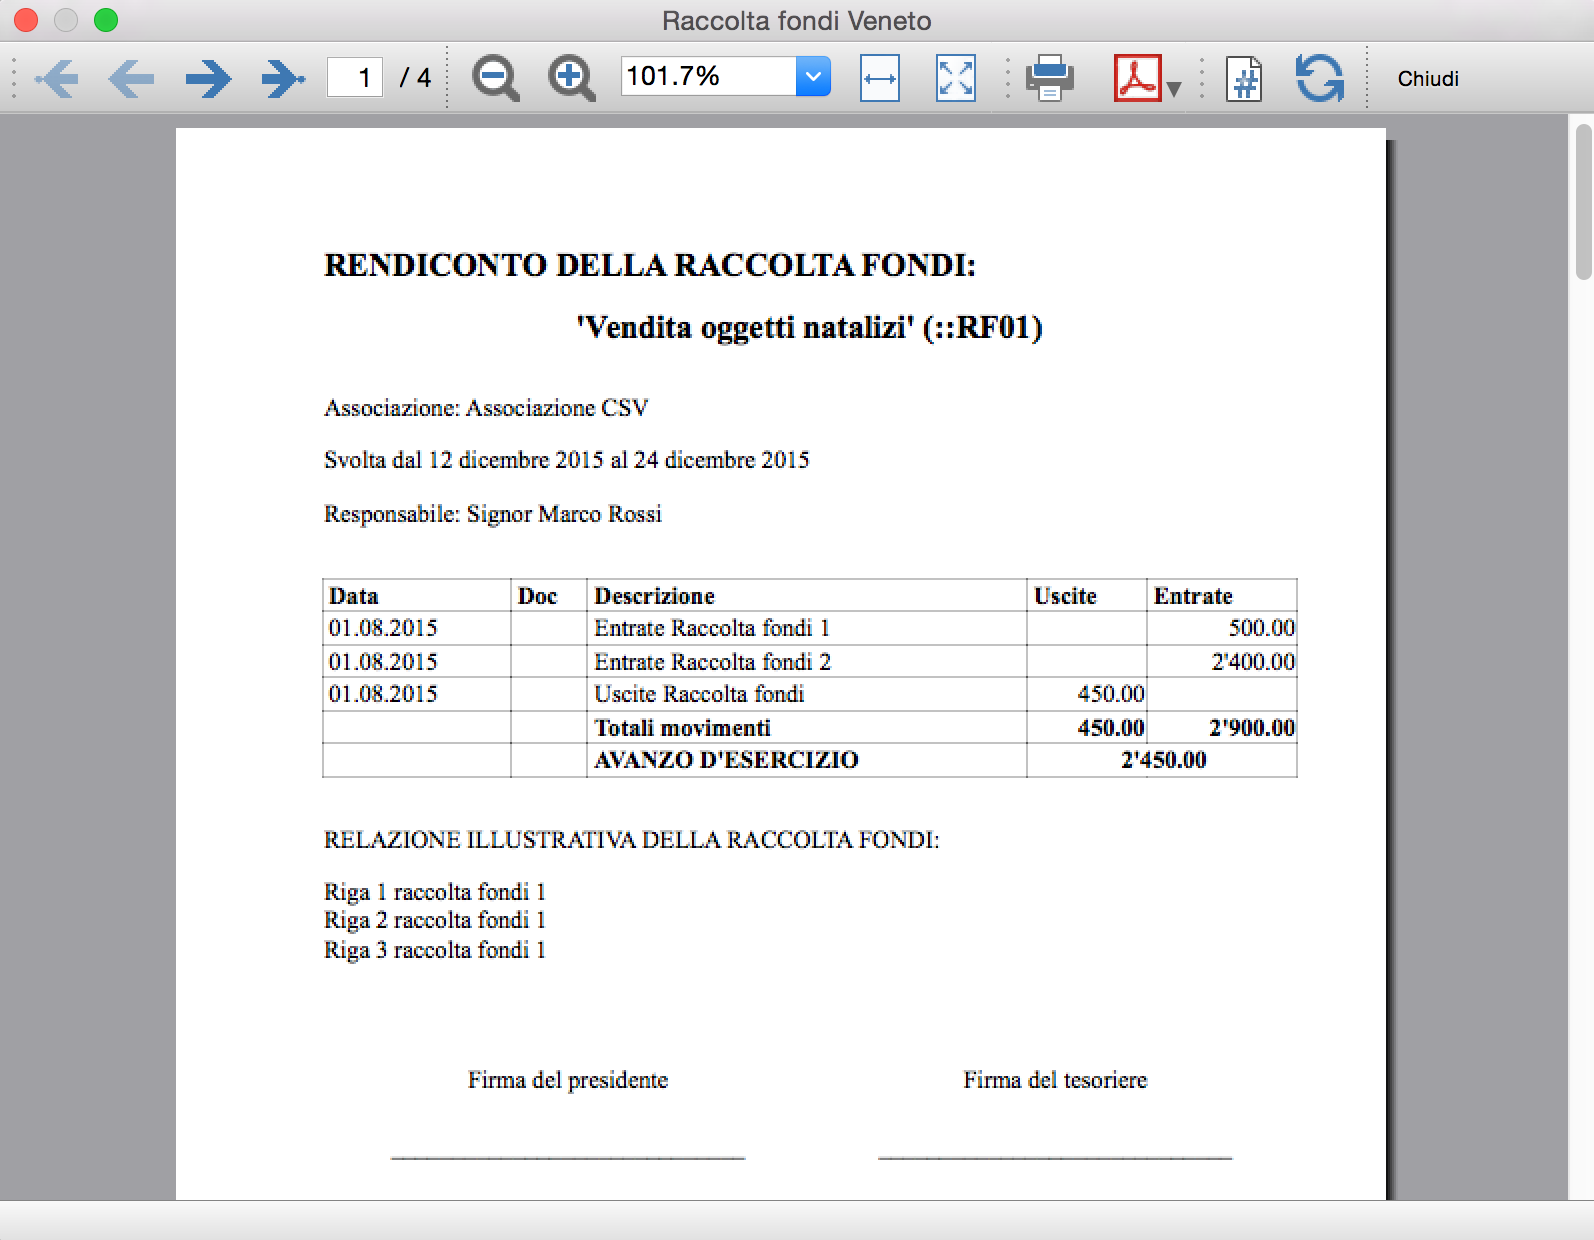 Raccolta fondi Veneto
1 / 4 101.7% Chiudi
RENDICONTO DELLA RACCOLTA FONDI:
'Vendita oggetti natalizi' (::RF01)
Associazione: Associazione CSV
Svolta dal 12 dicembre 2015 al 24 dicembre 2015
Responsabile: Signor Marco Rossi
Data Doc Descrizione Uscite Entrate
01.08.2015 Entrate Raccolta fondi 1 500.00
01.08.2015 Entrate Raccolta fondi 2 2'400.00
01.08.2015 Uscite Raccolta fondi 450.00
Totali movimenti 450.00 2'900.00
AVANZO D'ESERCIZIO 2'450.00
RELAZIONE ILLUSTRATIVA DELLA RACCOLTA FONDI:
Riga 1 raccolta fondi 1
Riga 2 raccolta fondi 1
Riga 3 raccolta fondi 1
Firma del presidente Firma del tesoriere